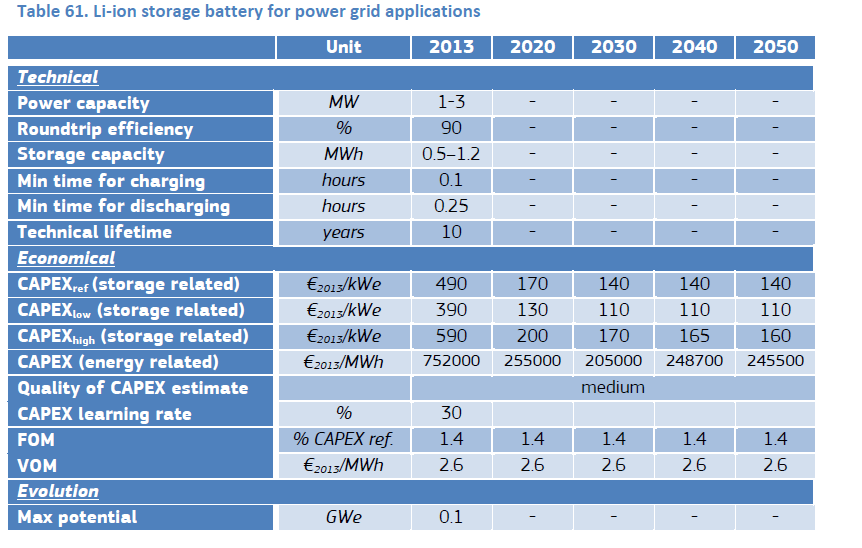 Table 61. Li-ion storage battery for power grid applications
Unit 2013 2020 2030 2040 2050
Technical
Power capacity MW 1-3 - - - -
Roundtrip efficiency % 90 - - - -
Storage capacity MWh 0.5–1.2 - - - -
Min time for charging hours 0.1 - - - -
Min time for discharging hours 0.25 - - - -
Technical lifetime years 10 - - - -
Economical
CAPEXref (storage related) €2013/kWe 490 170 140 140 140
CAPEXlow (storage related) €2013/kWe 390 130 110 110 110
CAPEXhigh (storage related) €2013/kWe 590 200 170 165 160
CAPEX (energy related) €2013/MWh 752000 255000 205000 248700 245500
Quality of CAPEX estimate medium
CAPEX learning rate % 30
FOM % CAPEX ref. 1.4 1.4 1.4 1.4 1.4
VOM €2013/MWh 2.6 2.6 2.6 2.6 2.6
Evolution
Max potential GWe 0.1 - - - -